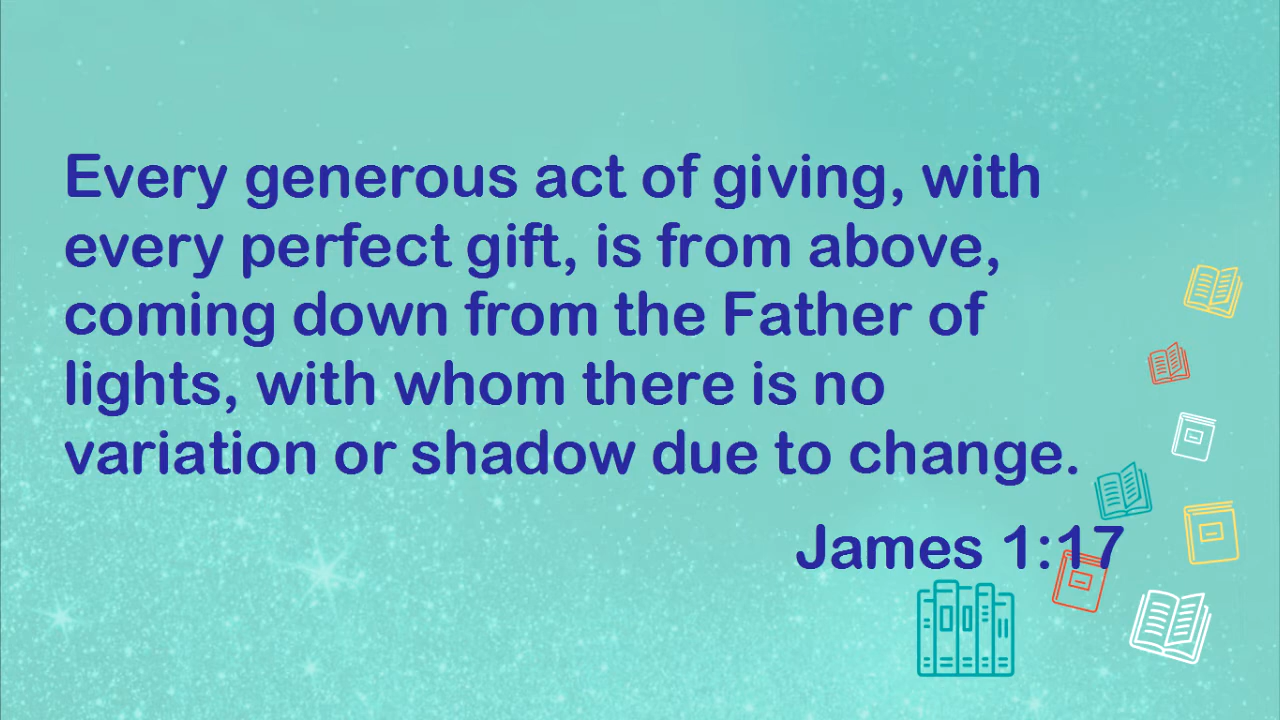 Every generous act of giving, with
every perfect gift, is from above,
coming down from the Father of
lights, with whom there is no
variation or shadow due to change.
James 1:17